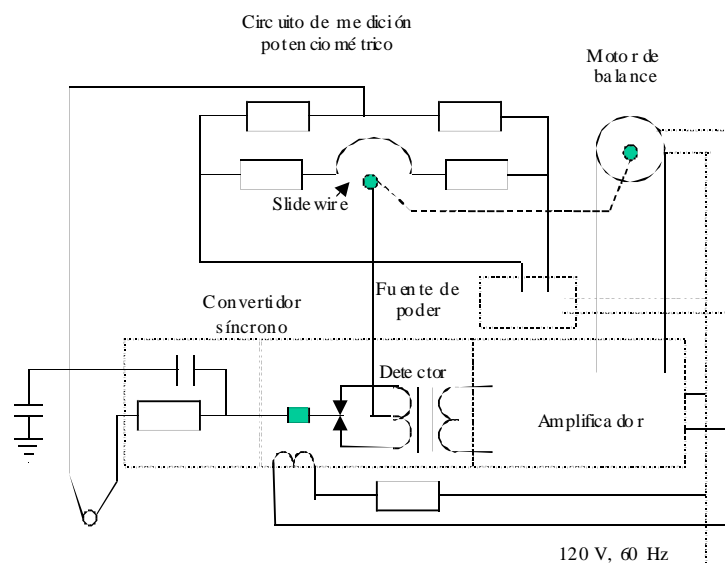 Circuito de medición
potenciométrico
Motor de
balance
Slidewire
Fuente de
poder
Convertidor
síncrono
Detector
Amplificador
120 V, 60 Hz